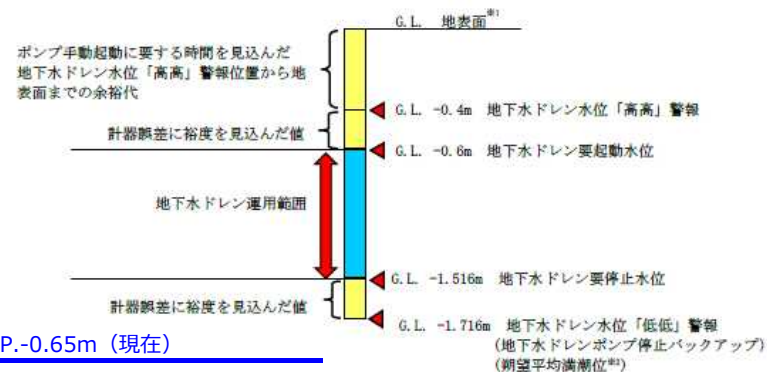 G.L. 地表面※1
ポンプ手動起動に要する時間を見込んだ
地下水ドレン水位「高高」警報位置から地
表面までの余裕代
G.L. -0.4m 地下水ドレン水位「高高」警報
計器誤差に裕度を見込んだ値
G.L. -0.6m 地下水ドレン要起動水位
地下水ドレン運用範囲
G.L. -1.516m 地下水ドレン要停止水位
計器誤差に裕度を見込んだ値
G.L. -1.716m 地下水ドレン水位「低低」警報
(地下水ドレンポンプ停止バックアップ)
(朔望平均満潮位※2)
P.-0.65m（現在）